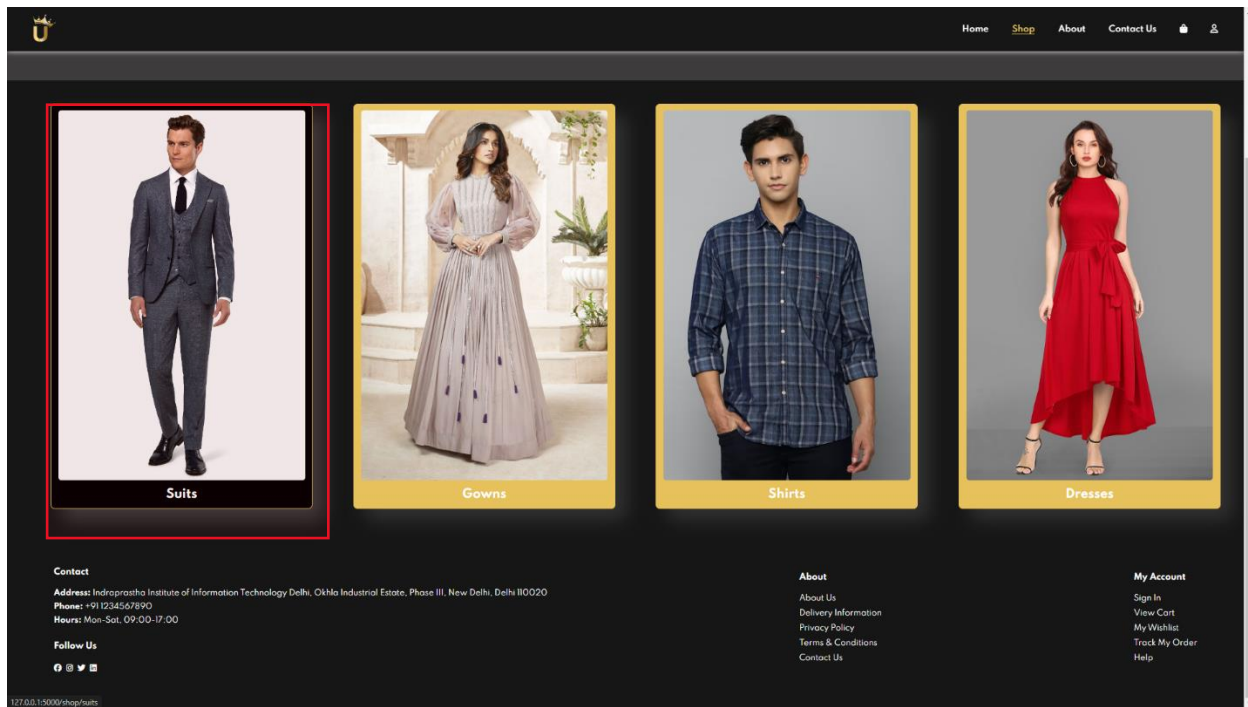 U
Home Shop About Contact Us
Suits
Gowns
Shirts
Dresses
Contact
Address: Indraprastha Institute of Information Technology Delhi, Okhla Industrial Estate, Phase III, New Delhi, Delhi 110020
Phone: +91 1234567890
Hours: Mon-Sat, 09:00-17:00
Follow Us
About
About Us
Delivery Information
Privacy Policy
Terms & Conditions
Contact Us
My Account
Sign In
View Cart
My Wishlist
Track My Order
Help
127.0.0.1:5000/shop/suits